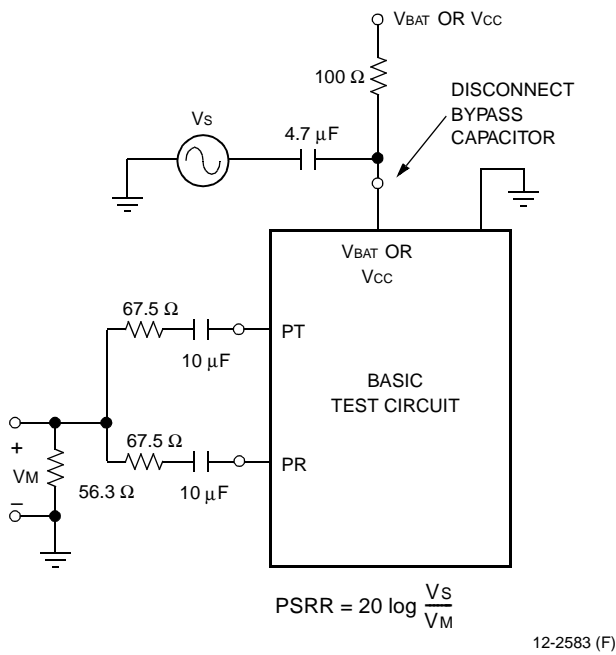 VBAT OR VCC
100 Ω
DISCONNECT
BYPASS
CAPACITOR
VS
4.7 μF
VBAT OR
VCC
67.5 Ω
10 μF
PT
BASIC
TEST CIRCUIT
67.5 Ω
10 μF
PR
+
VM
–
56.3 Ω
PSRR = 20 log VS
VM
12-2583 (F)